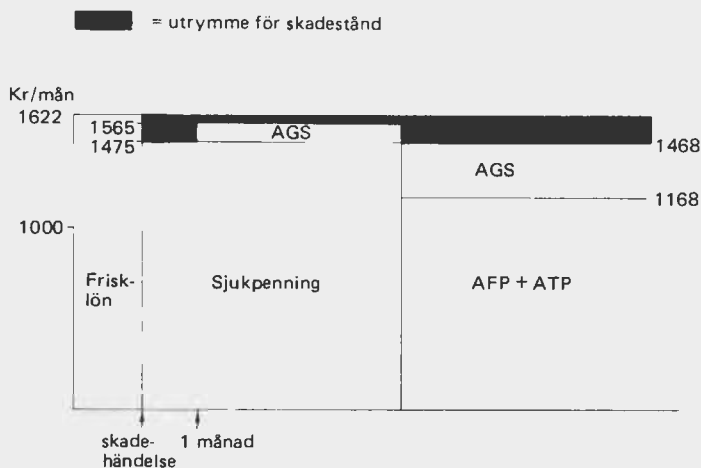 = utrymme för skadestånd
Kr/mån
1622
1565
1475
AGS
1468
AGS
1168
1000
Frisk-
lön
Sjukpenning
AFP + ATP
skade-
händelse
1 månad